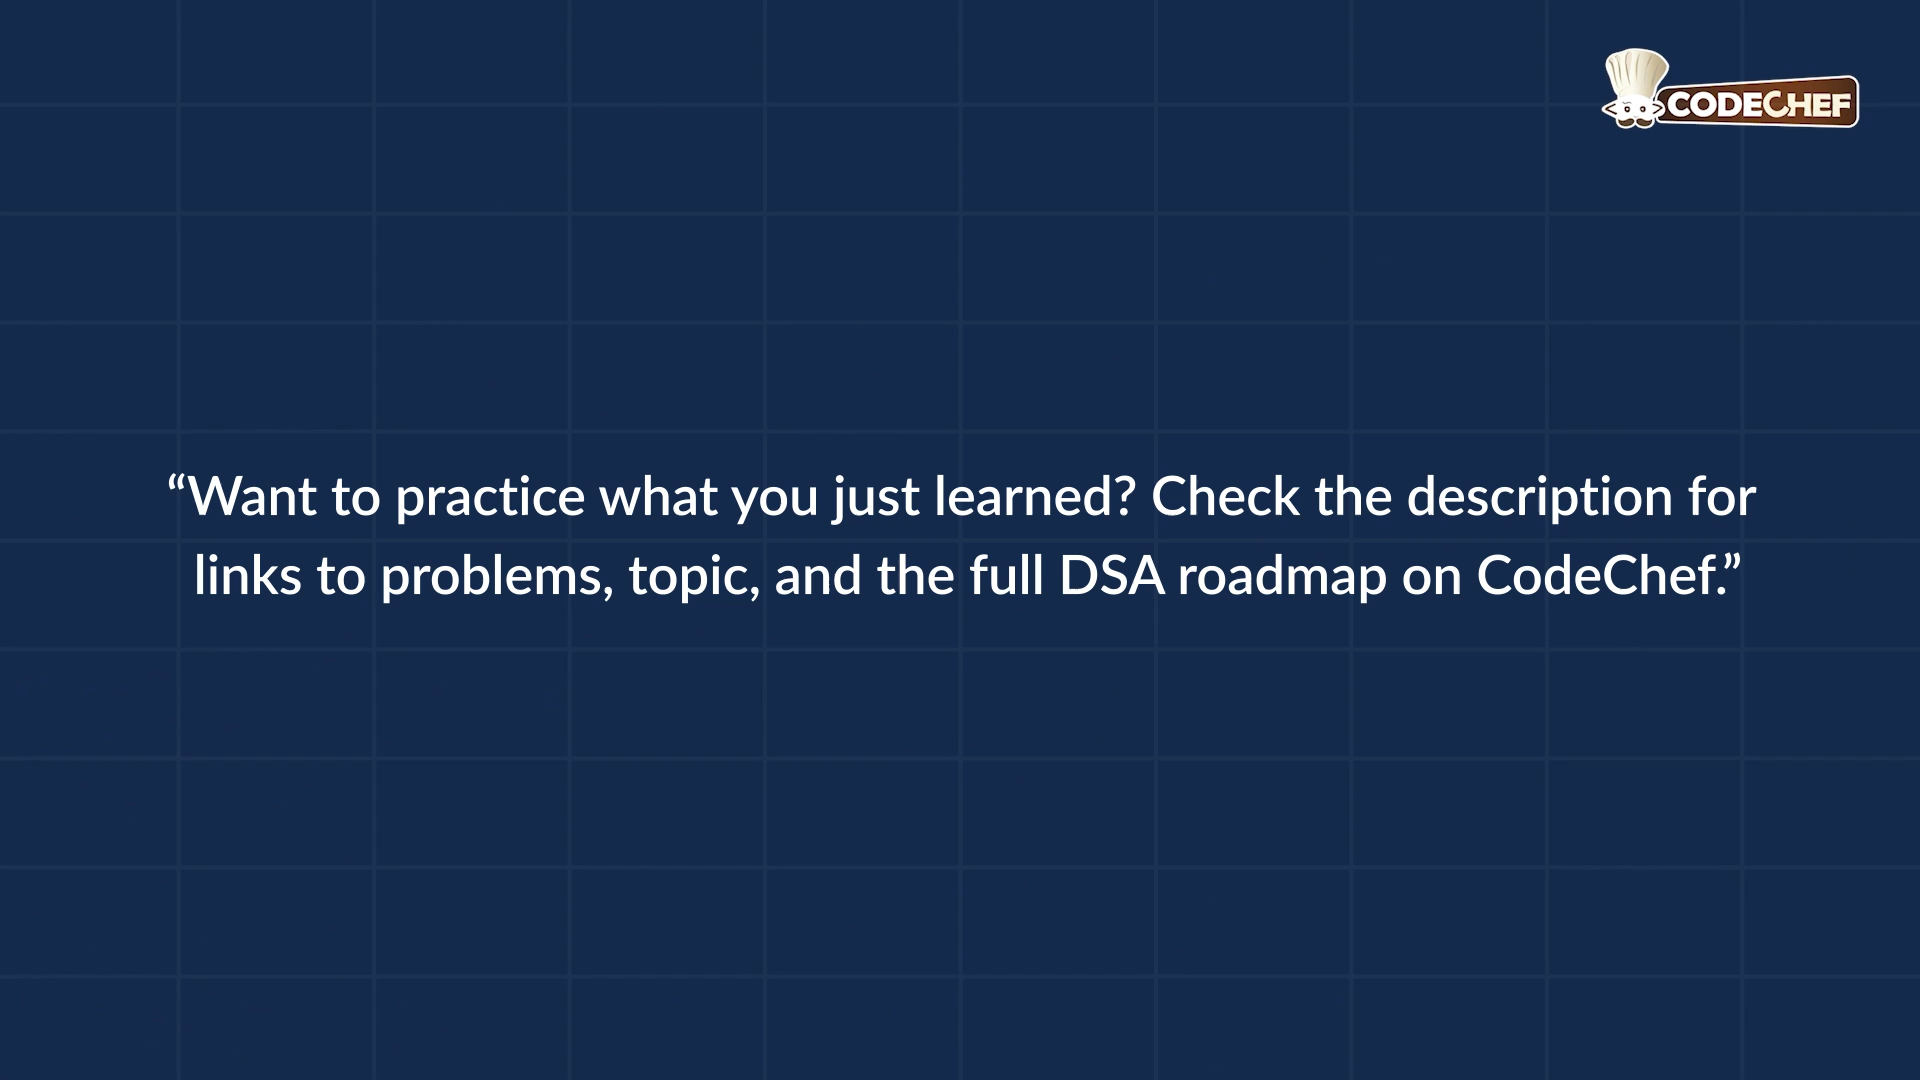 CODECHEF
“Want to practice what you just learned? Check the description for
links to problems, topic, and the full DSA roadmap on CodeChef.”